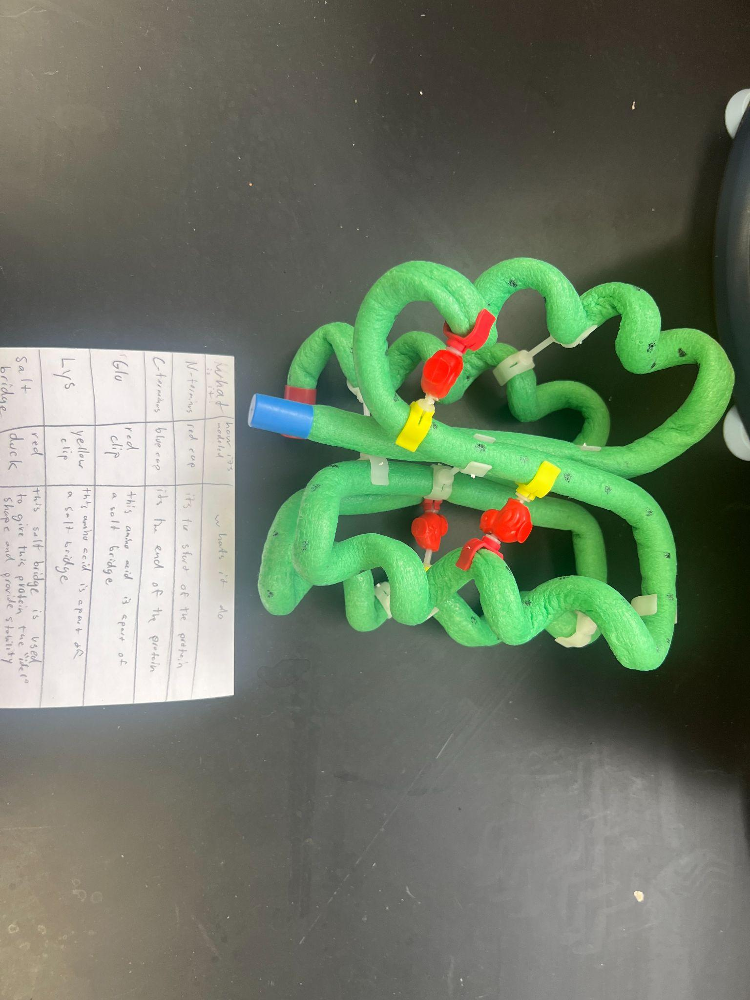 What is it? how its modeled whats it do
N-terminus red cap its the start of the protein
C-terminus blue cap its the end of the protein
Glu red clip this amino acid is apart of a salt bridge
Lys yellow clip this amino acid is apart of a salt bridge
Salt bridge red duck this salt bridge is used to give this protein the "ider" shape and provide stability